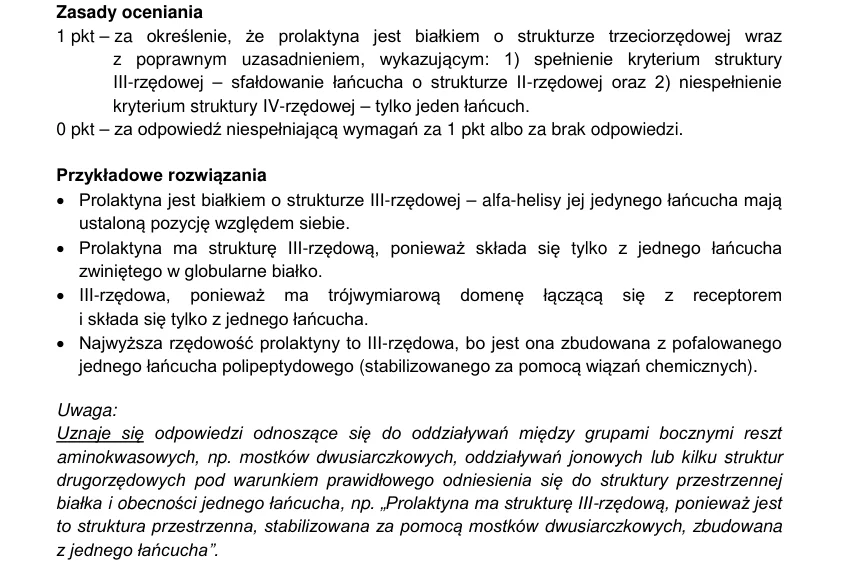 Zasady oceniania
1 pkt – za określenie, że prolaktyna jest białkiem o strukturze trzeciorzędowej wraz
z poprawnym uzasadnieniem, wykazującym: 1) spełnienie kryterium struktury
III-rzędowej – sfałdowanie łańcucha o strukturze II-rzędowej oraz 2) niespełnienie
kryterium struktury IV-rzędowej – tylko jeden łańcuch.
0 pkt – za odpowiedź niespełniającą wymagań za 1 pkt albo za brak odpowiedzi.
Przykładowe rozwiązania
• Prolaktyna jest białkiem o strukturze III-rzędowej – alfa-helisy jej jedynego łańcucha mają
ustaloną pozycję względem siebie.
• Prolaktyna ma strukturę III-rzędową, ponieważ składa się tylko z jednego łańcucha
zwiniętego w globularne białko.
• III-rzędowa, ponieważ ma trójwymiarową domenę łączącą się z receptorem
i składa się tylko z jednego łańcucha.
• Najwyższa rzędowość prolaktyny to III-rzędowa, bo jest ona zbudowana z pofałdowanego
jednego łańcucha polipeptydowego (stabilizowanego za pomocą wiązań chemicznych).
Uwaga:
Uznaje się odpowiedzi odnoszące się do oddziaływań między grupami bocznymi reszt
aminokwasowych, np. mostków dwusiarczkowych, oddziaływań jonowych lub kilku struktur
drugorzędowych pod warunkiem prawidłowego odniesienia się do struktury przestrzennej
białka i obecności jednego łańcucha, np. „Prolaktyna ma strukturę III-rzędową, ponieważ jest
to struktura przestrzenna, stabilizowana za pomocą mostków dwusiarczkowych, zbudowana
z jednego łańcucha”.